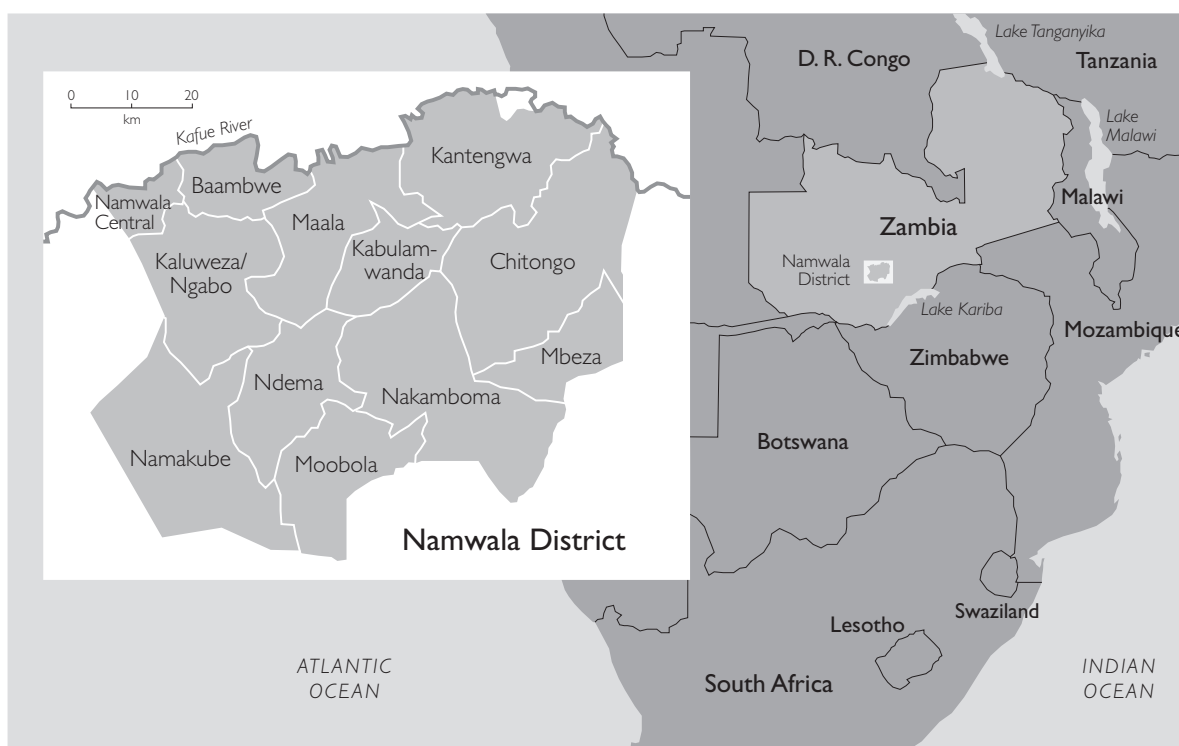 0 10 20
km
Kafue River
Kantengwa
Baambwe
Namwala
Central
Maala
Kabulam-
wanda
Kaluweza/
Ngabo
Chitongo
Mbeza
Ndema
Nakamboma
Namakube
Moobola
Namwala District
Lake Tanganyika
D. R. Congo
Tanzania
Lake
Malawi
Malawi
Zambia
Namwala
District
Lake Kariba
Mozambique
Zimbabwe
Botswana
Swaziland
Lesotho
South Africa
ATLANTIC
OCEAN
INDIAN
OCEAN